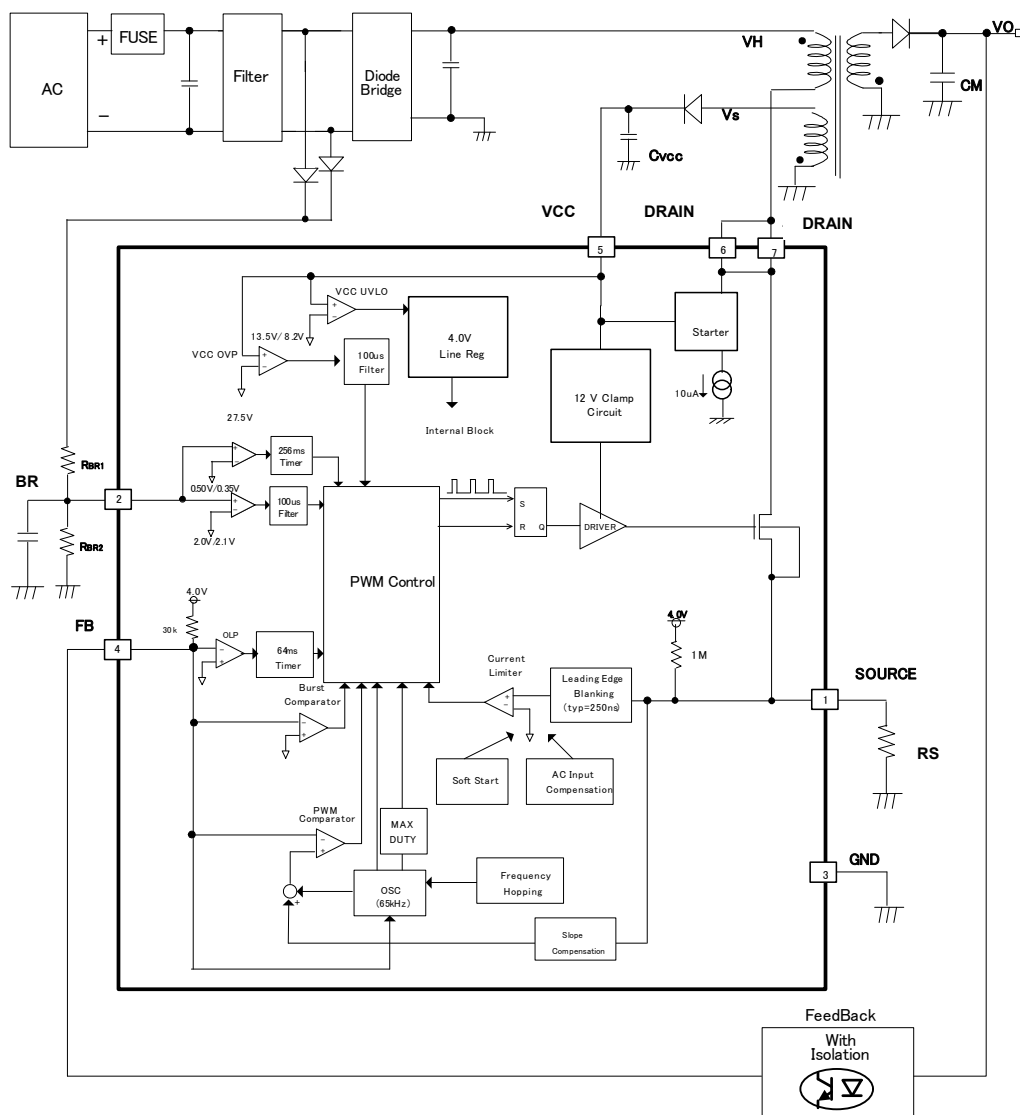 AC
+
−
FUSE
Filter
Diode
Bridge
VH
VO
CM
Vs
Cvcc
VCC
DRAIN
DRAIN
5
6
7
VCC UVLO
13.5V/ 8.2V
4.0V
Line Reg
Starter
VCC OVP
100us
Filter
12 V Clamp
Circuit
10uA
27.5V
Internal Block
RBR1
256ms
Timer
BR
2
0.50V/0.35V
100us
Filter
2.0V/2.1V
RBR2
S
R
Q
DRIVER
PWM Control
4.0V
30k
FB
4
OLP
64ms
Timer
4.0V
1M
Burst
Comparator
Current
Limiter
Leading Edge
Blanking
(typ=250ns)
SOURCE
1
RS
Soft Start
AC Input
Compensation
PWM
Comparator
MAX
DUTY
GND
3
OSC
(65kHz)
Frequency
Hopping
+
Slope
Compensation
FeedBack
With
Isolation